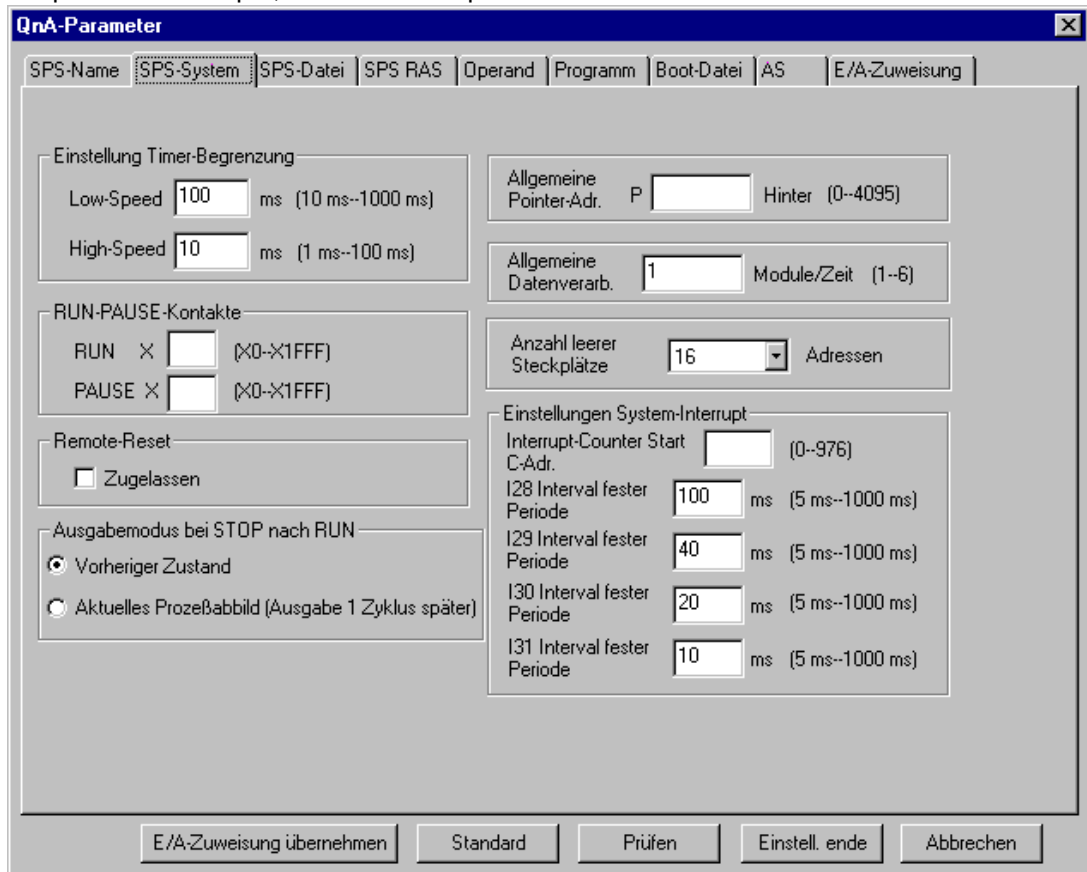 QnA-Parameter
SPS-Name SPS-System SPS-Datei SPS RAS Operand Programm Boot-Datei AS E/A-Zuweisung
Einstellung Timer-Begrenzung
Low-Speed 100 ms (10 ms--1000 ms)
High-Speed 10 ms (1 ms--100 ms)
RUN-PAUSE-Kontakte
RUN X (X0--X1FFF)
PAUSE X (X0--X1FFF)
Remote-Reset
Zugelassen
Ausgabemodus bei STOP nach RUN
Vorheriger Zustand
Aktuelles Prozeßabbild (Ausgabe 1 Zyklus später)
Allgemeine
Pointer-Adr. P Hinter (0--4095)
Allgemeine
Datenverarb. 1 Module/Zeit (1--6)
Anzahl leerer
Steckplätze 16 Adressen
Einstellungen System-Interrupt
Interrupt-Counter Start
C-Adr. (0--976)
I28 Interval fester
Periode 100 ms (5 ms--1000 ms)
I29 Interval fester
Periode 40 ms (5 ms--1000 ms)
I30 Interval fester
Periode 20 ms (5 ms--1000 ms)
I31 Interval fester
Periode 10 ms (5 ms--1000 ms)
E/A-Zuweisung übernehmen Standard Prüfen Einstell. ende Abbrechen